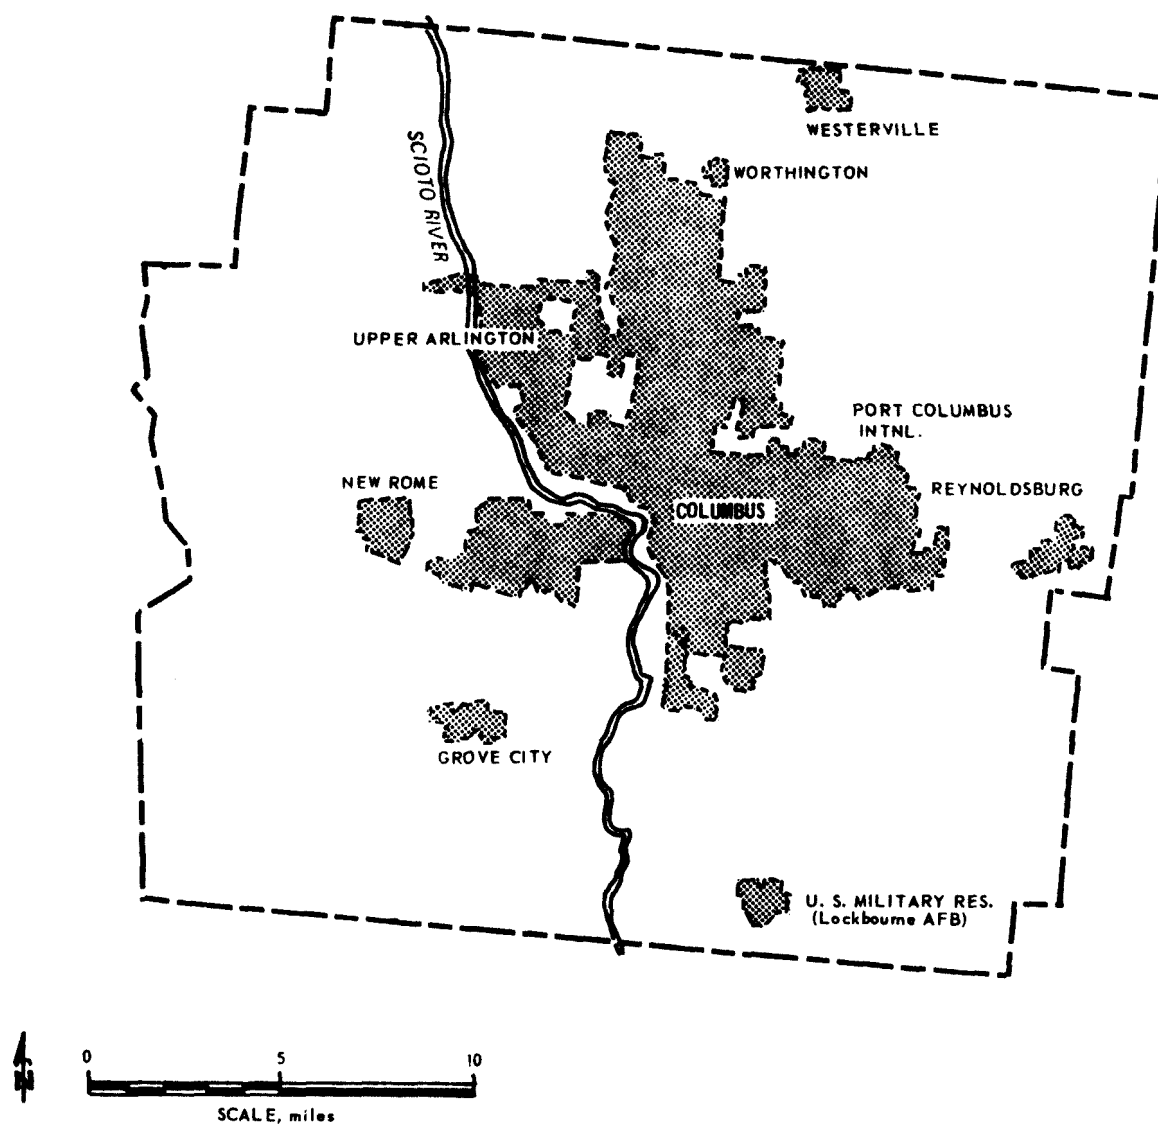 WESTERVILLE
WORTHINGTON
SCIOTO RIVER
UPPER ARLINGTON
PORT COLUMBUS
INTNL.
NEW ROME
REYNOLDSBURG
COLUMBUS
GROVE CITY
U. S. MILITARY RES.
(Lockbourne AFB)
N
0 5 10
SCALE, miles